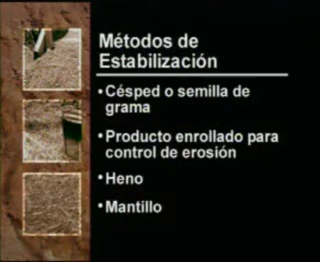 Métodos de
Estabilización
• Césped o semilla de
grama
• Producto enrollado para
control de erosión
• Heno
• Mantillo